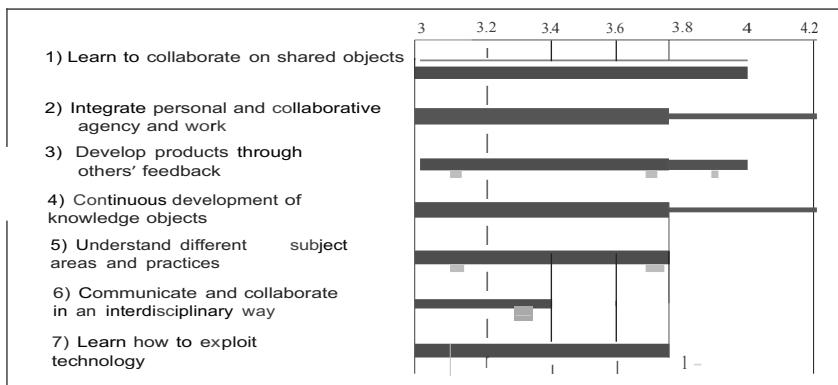 3 3.2 3.4 3.6 3.8 4 4.2
1) Learn to collaborate on shared objects
2) Integrate personal and collaborative
agency and work
3) Develop products through
others’ feedback
4) Continuous development of
knowledge objects
5) Understand different subject
areas and practices
6) Communicate and collaborate
in an interdisciplinary way
7) Learn how to exploit
technology